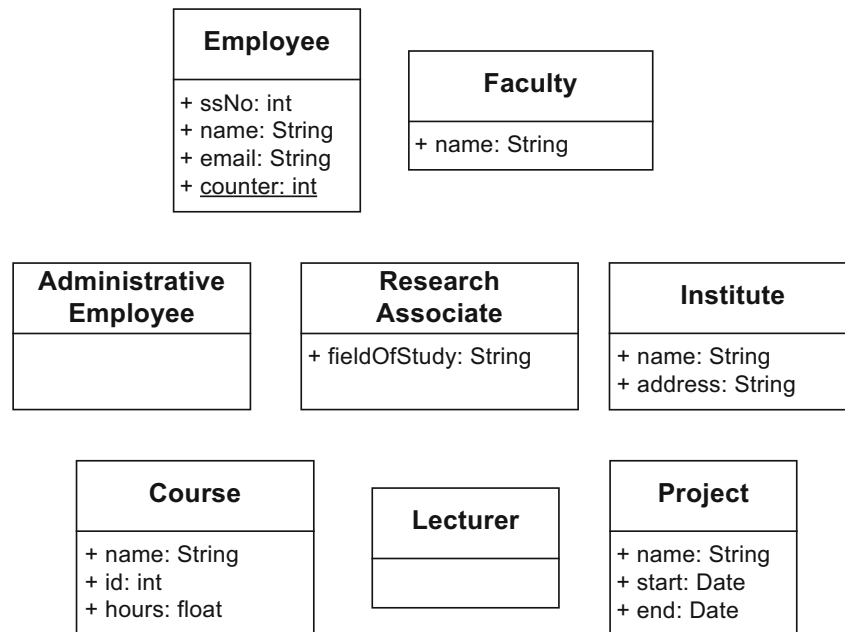 Employee
+ ssNo: int
+ name: String
+ email: String
+ counter: int
Faculty
+ name: String
Administrative
Employee
Research
Associate
+ fieldOfStudy: String
Institute
+ name: String
+ address: String
Course
+ name: String
+ id: int
+ hours: float
Lecturer
Project
+ name: String
+ start: Date
+ end: Date